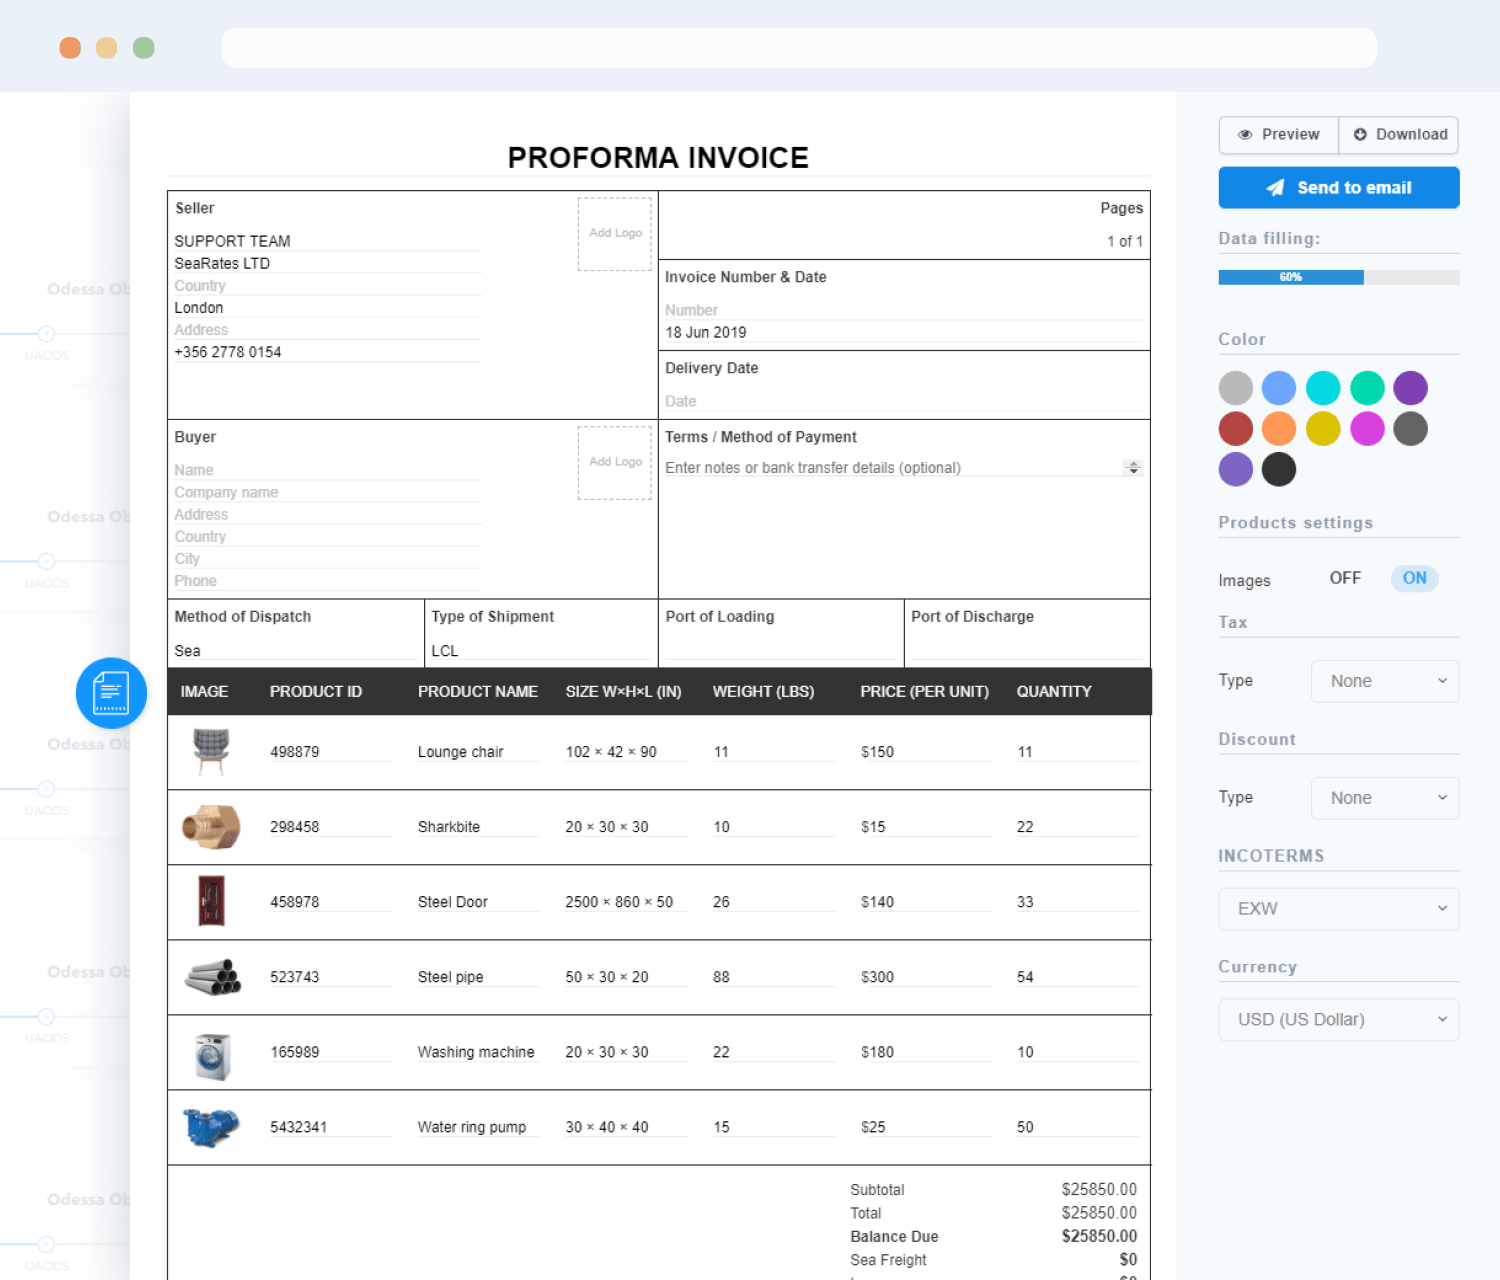 PROFORMA INVOICE
Seller
Add Logo
SUPPORT TEAM
SeaRates LTD
Country
London
Address
+356 2778 0154
Pages
1 of 1
Invoice Number & Date
Number
18 Jun 2019
Delivery Date
Date
Buyer
Add Logo
Name
Company name
Address
Country
City
Phone
Terms / Method of Payment
Enter notes or bank transfer details (optional)
Method of Dispatch Type of Shipment Port of Loading Port of Discharge
Sea LCL
IMAGE PRODUCT ID PRODUCT NAME SIZE W×H×L (IN) WEIGHT (LBS) PRICE (PER UNIT) QUANTITY
498879 Lounge chair 102 × 42 × 90 11 $150 11
298458 Sharkbite 20 × 30 × 30 10 $15 22
458978 Steel Door 2500 × 860 × 50 26 $140 33
523743 Steel pipe 50 × 30 × 20 88 $300 54
165989 Washing machine 20 × 30 × 30 22 $180 10
5432341 Water ring pump 30 × 40 × 40 15 $25 50
Subtotal $25850.00
Total $25850.00
Balance Due $25850.00
Sea Freight $0
Preview Download
Send to email
Data filling:
60%
Color
Products settings
Images OFF ON
Tax
Type None
Discount
Type None
INCOTERMS
EXW
Currency
USD (US Dollar)
Odessa Ob
UAODS
Odessa Ob
UAODS
Odessa Ob
UAODS
Odessa Ob
UAODS
Odessa Ob
UAODS